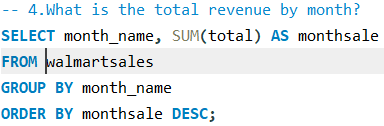 -- 4.What is the total revenue by month?
SELECT month_name, SUM(total) AS monthsale
FROM walmartsales
GROUP BY month_name
ORDER BY monthsale DESC;